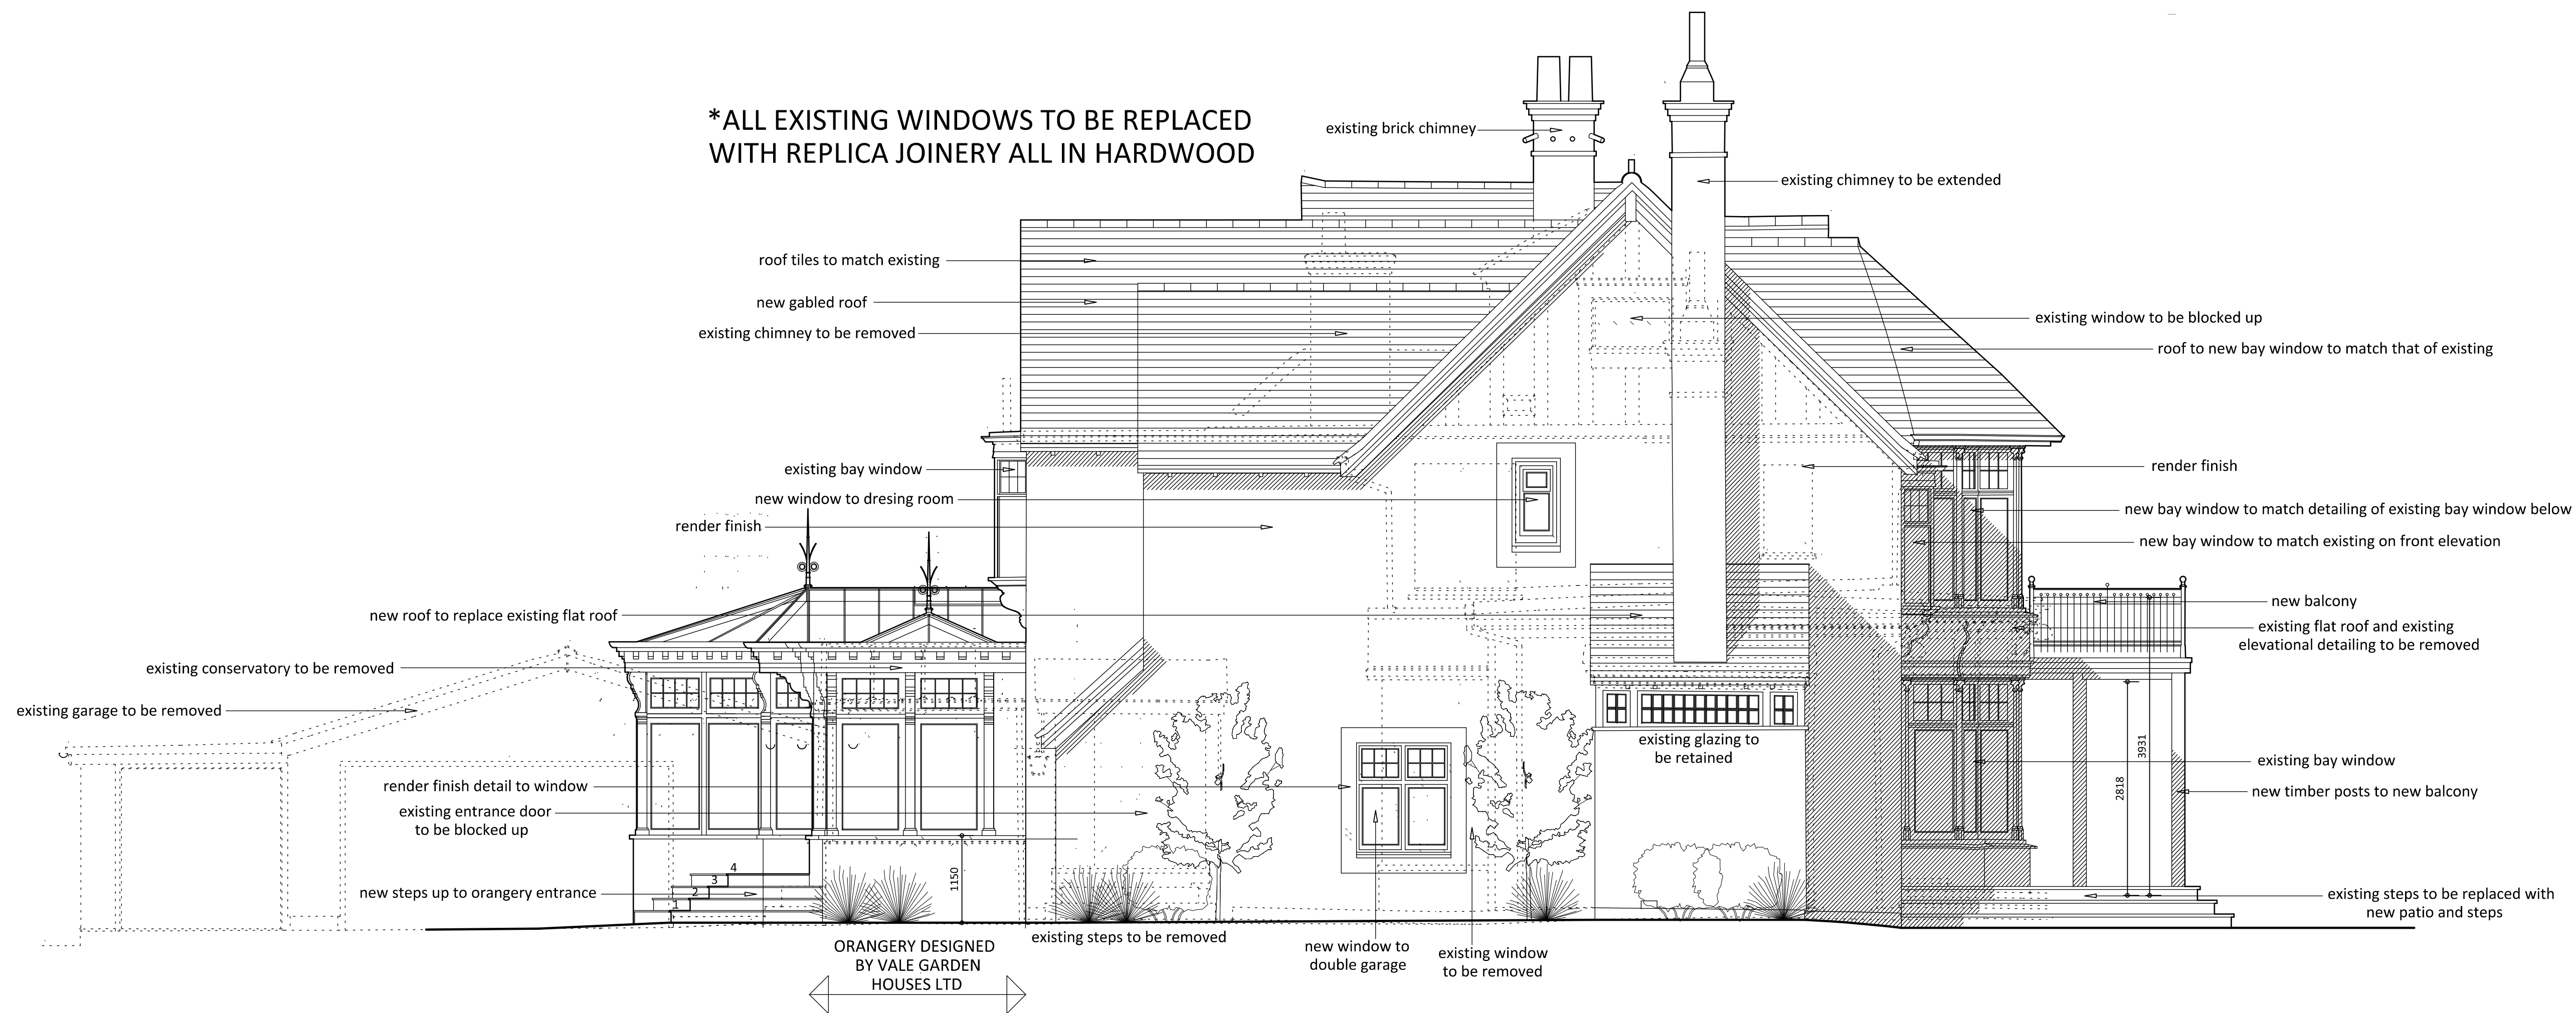 *ALL EXISTING WINDOWS TO BE REPLACED
WITH REPLICA JOINERY ALL IN HARDWOOD
existing brick chimney
existing chimney to be extended
roof tiles to match existing
new gabled roof
existing chimney to be removed
existing window to be blocked up
roof to new bay window to match that of existing
existing bay window
new window to dresing room
render finish
render finish
new bay window to match detailing of existing bay window below
new bay window to match existing on front elevation
new roof to replace existing flat roof
new balcony
existing flat roof and existing
elevational detailing to be removed
existing conservatory to be removed
existing garage to be removed
existing glazing to
be retained
3931
2818
existing bay window
new timber posts to new balcony
render finish detail to window
existing entrance door
to be blocked up
new steps up to orangery entrance
4
3
2
1
1150
existing steps to be replaced with
new patio and steps
existing steps to be removed
ORANGERY DESIGNED
BY VALE GARDEN
HOUSES LTD
new window to
double garage
existing window
to be removed